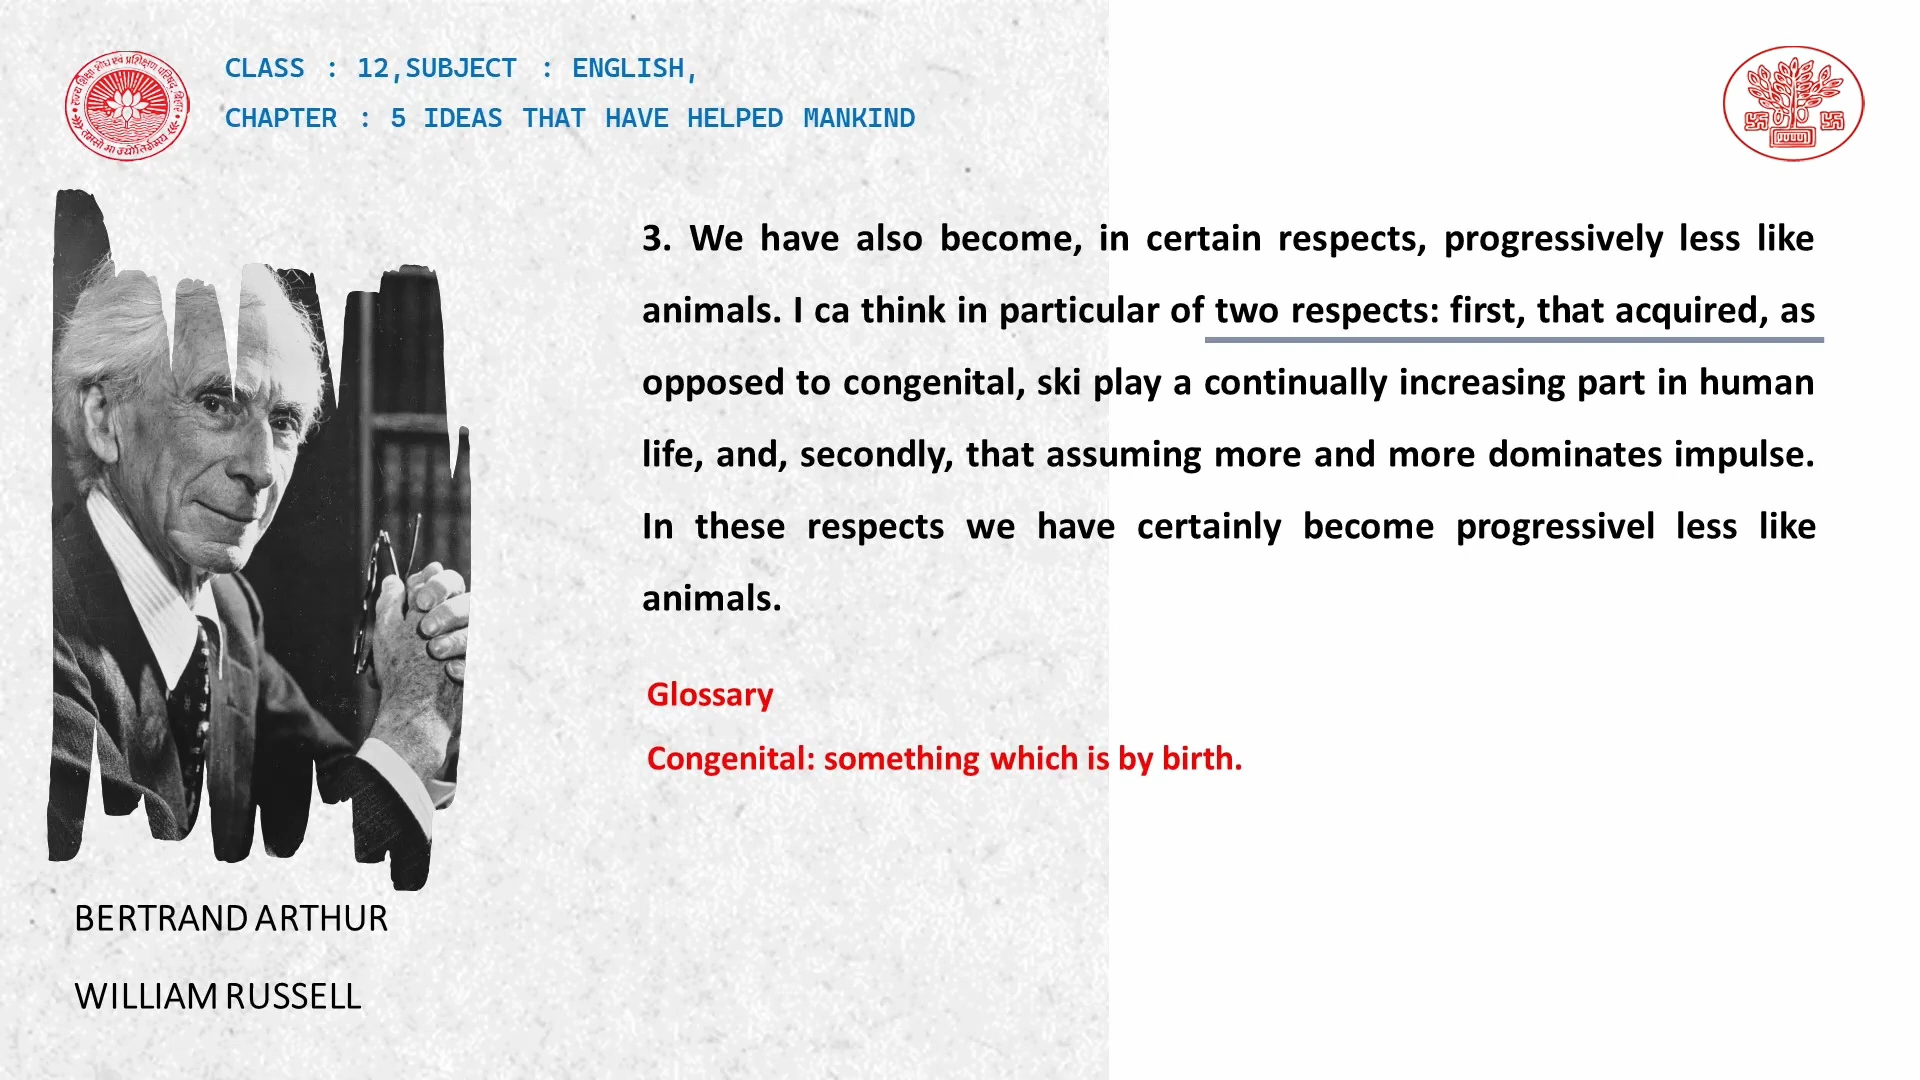 CLASS : 12,SUBJECT : ENGLISH,
CHAPTER : 5 IDEAS THAT HAVE HELPED MANKIND
3. We have also become, in certain respects, progressively less like
animals. I ca think in particular of two respects: first, that acquired, as
opposed to congenital, ski play a continually increasing part in human
life, and, secondly, that assuming more and more dominates impulse.
In these respects we have certainly become progressivel less like
animals.
Glossary
Congenital: something which is by birth.
BERTRAND ARTHUR
WILLIAM RUSSELL